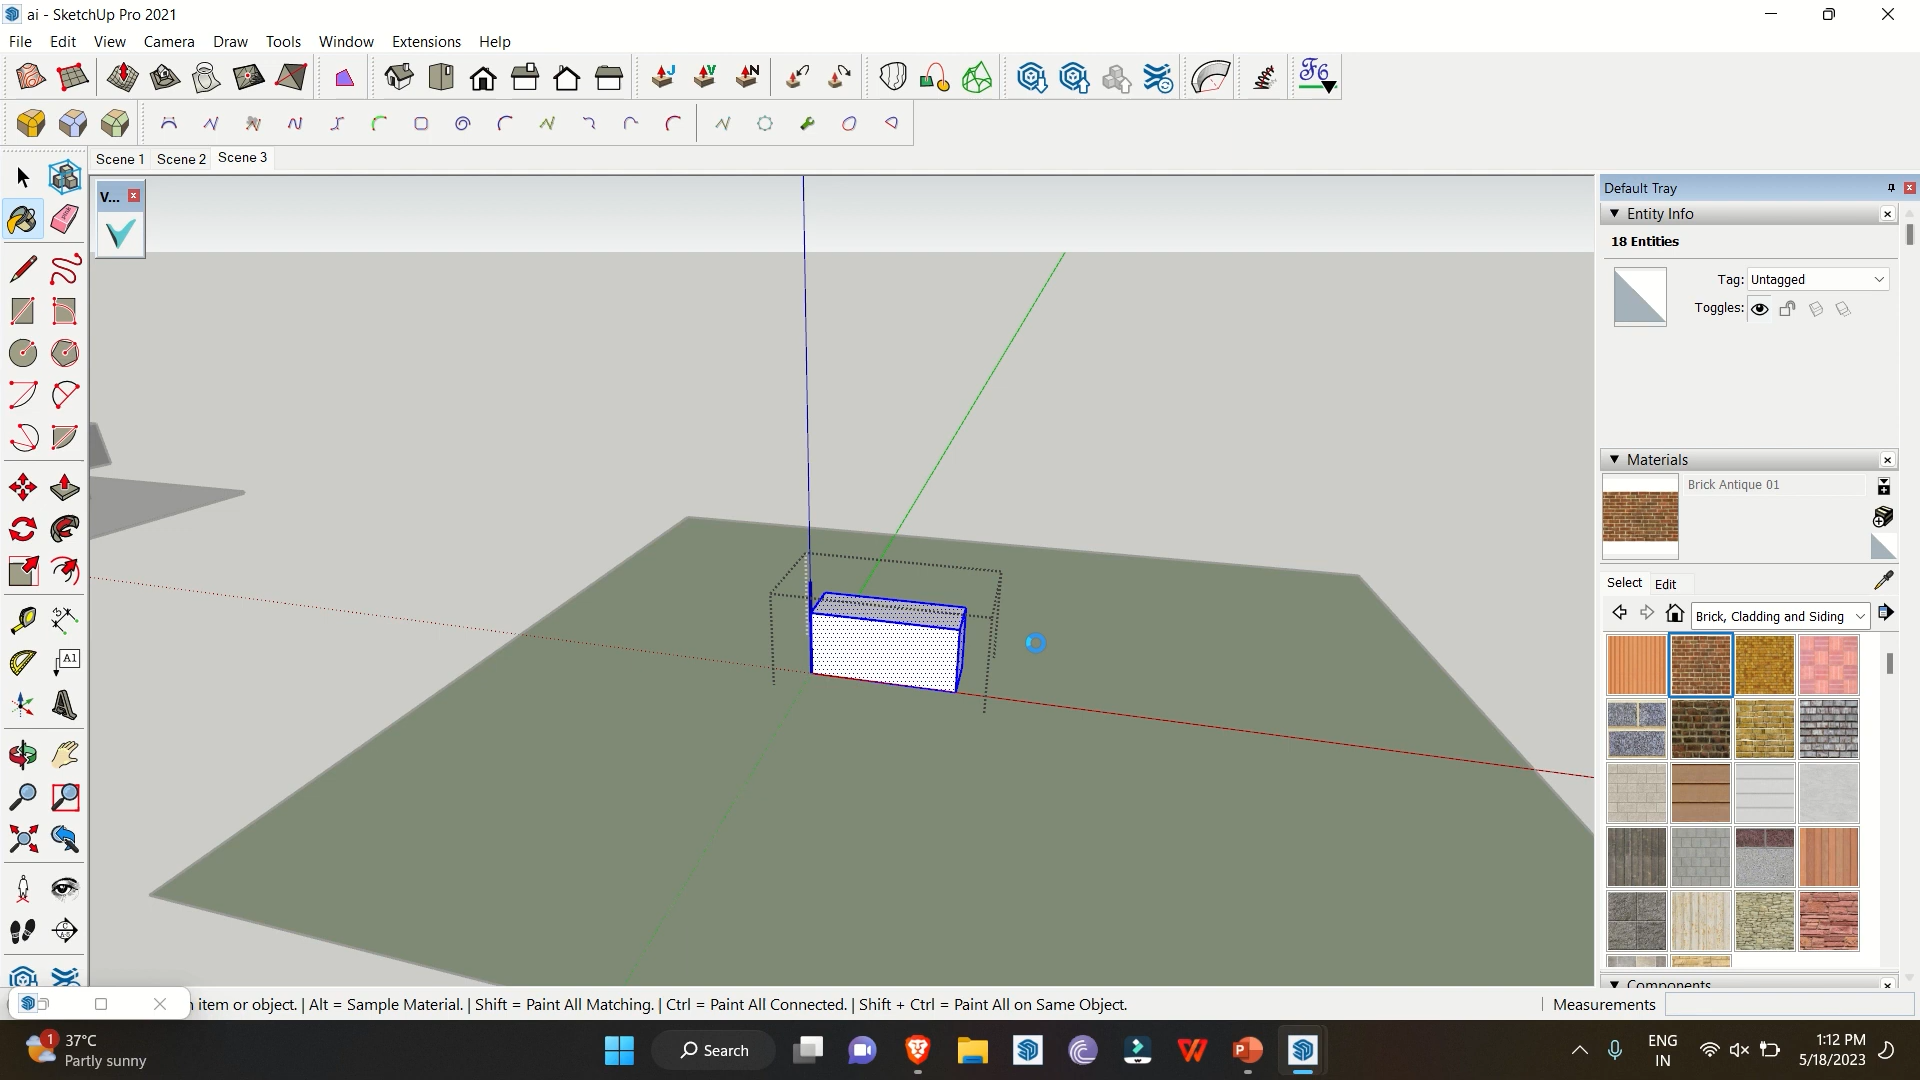 ai - SketchUp Pro 2021
File Edit View Camera Draw Tools Window Extensions Help
J V N F6
Scene 1 Scene 2 Scene 3
V...
Default Tray
Entity Info
18 Entities
Tag: Untagged
Toggles:
Materials
Brick Antique 01
Select Edit
Brick, Cladding and Siding
A1
Components
item or object. | Alt = Sample Material. | Shift = Paint All Matching. | Ctrl = Paint All Connected. | Shift + Ctrl = Paint All on Same Object.
Measurements
1
37°C
Partly sunny
Search
ENG
IN
1:12 PM
5/18/2023